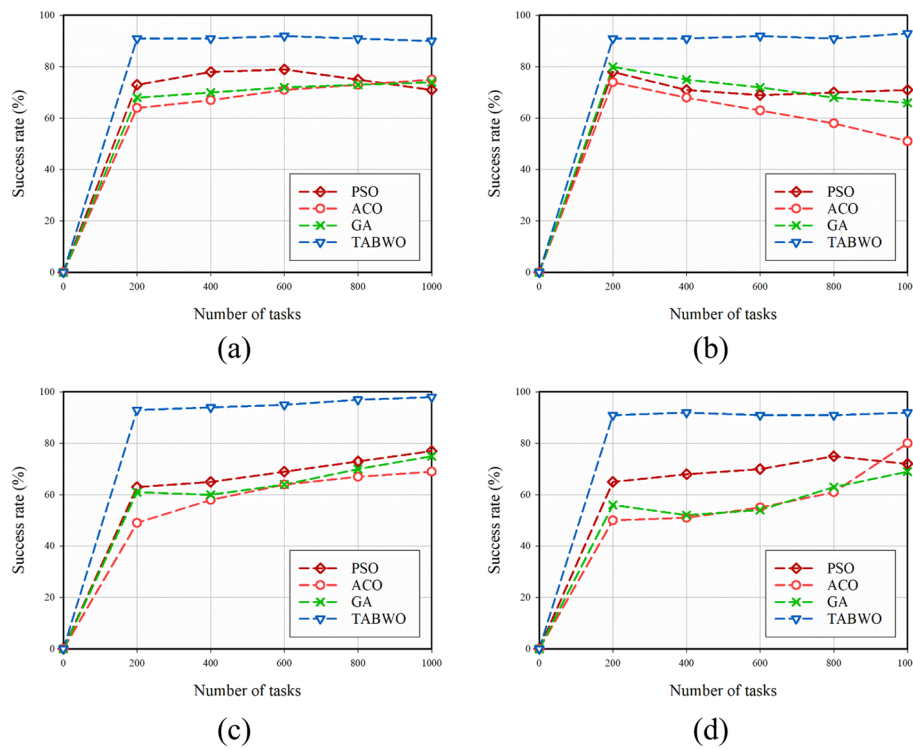 100
80
60
40
20
0
Success rate (%)
PSO
ACO
GA
TABWO
0 200 400 600 800 1000
Number of tasks
(a)
100
80
60
40
20
0
Success rate (%)
PSO
ACO
GA
TABWO
0 200 400 600 800 100
Number of tasks
(b)
100
80
60
40
20
0
Success rate (%)
PSO
ACO
GA
TABWO
0 200 400 600 800 1000
Number of tasks
(c)
100
80
60
40
20
0
Success rate (%)
PSO
ACO
GA
TABWO
0 200 400 600 800 100
Number of tasks
(d)